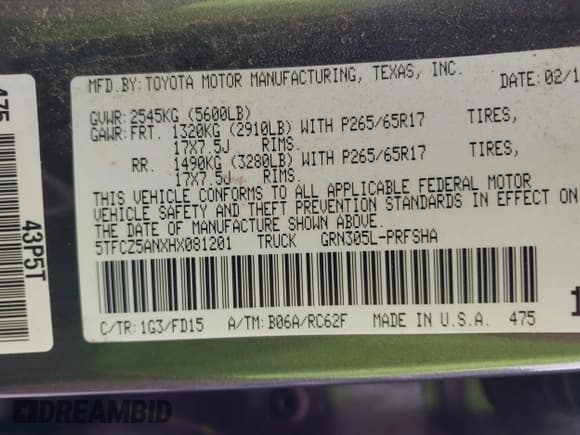 MFD.BY: TOYOTA MOTOR MANUFACTURING, TEXAS, INC.
DATE: 02/1
GVWR: 2545KG (5600LB)
GAWR: FRT. 1320KG (2910LB) WITH P265/65R17 TIRES,
17X7.5J RIMS.
RR. 1490KG (3280LB) WITH P265/65R17 TIRES,
17X7.5J RIMS.
THIS VEHICLE CONFORMS TO ALL APPLICABLE FEDERAL MOTOR
VEHICLE SAFETY AND THEFT PREVENTION STANDARDS IN EFFECT ON
THE DATE OF MANUFACTURE SHOWN ABOVE.
5TFCZ5ANXHX081201 TRUCK GRN305L-PRFSHA
C/TR: 1G3/FD15 A/TM: B06A/RC62F MADE IN U.S.A. 475
475
43P5T
DREAMBID